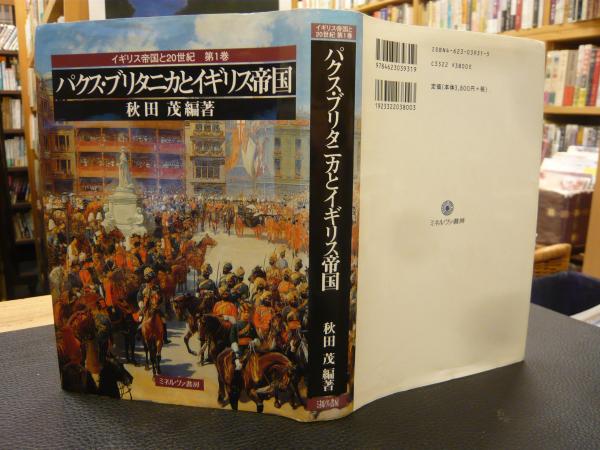 イギリス帝国と20世紀 第1巻
パクス・ブリタニカとイギリス帝国
秋田 茂 編著
ミネルヴァ書房
イギリス帝国と
20世紀 第1巻
パクス・ブリタニカとイギリス帝国
秋田 茂 編著
ミネルヴァ書房
9784623039319
1923322038003
ISBN4-623-03931-9
C3322 ¥3800E
定価(本体3,800円+税)
ミネルヴァ書房